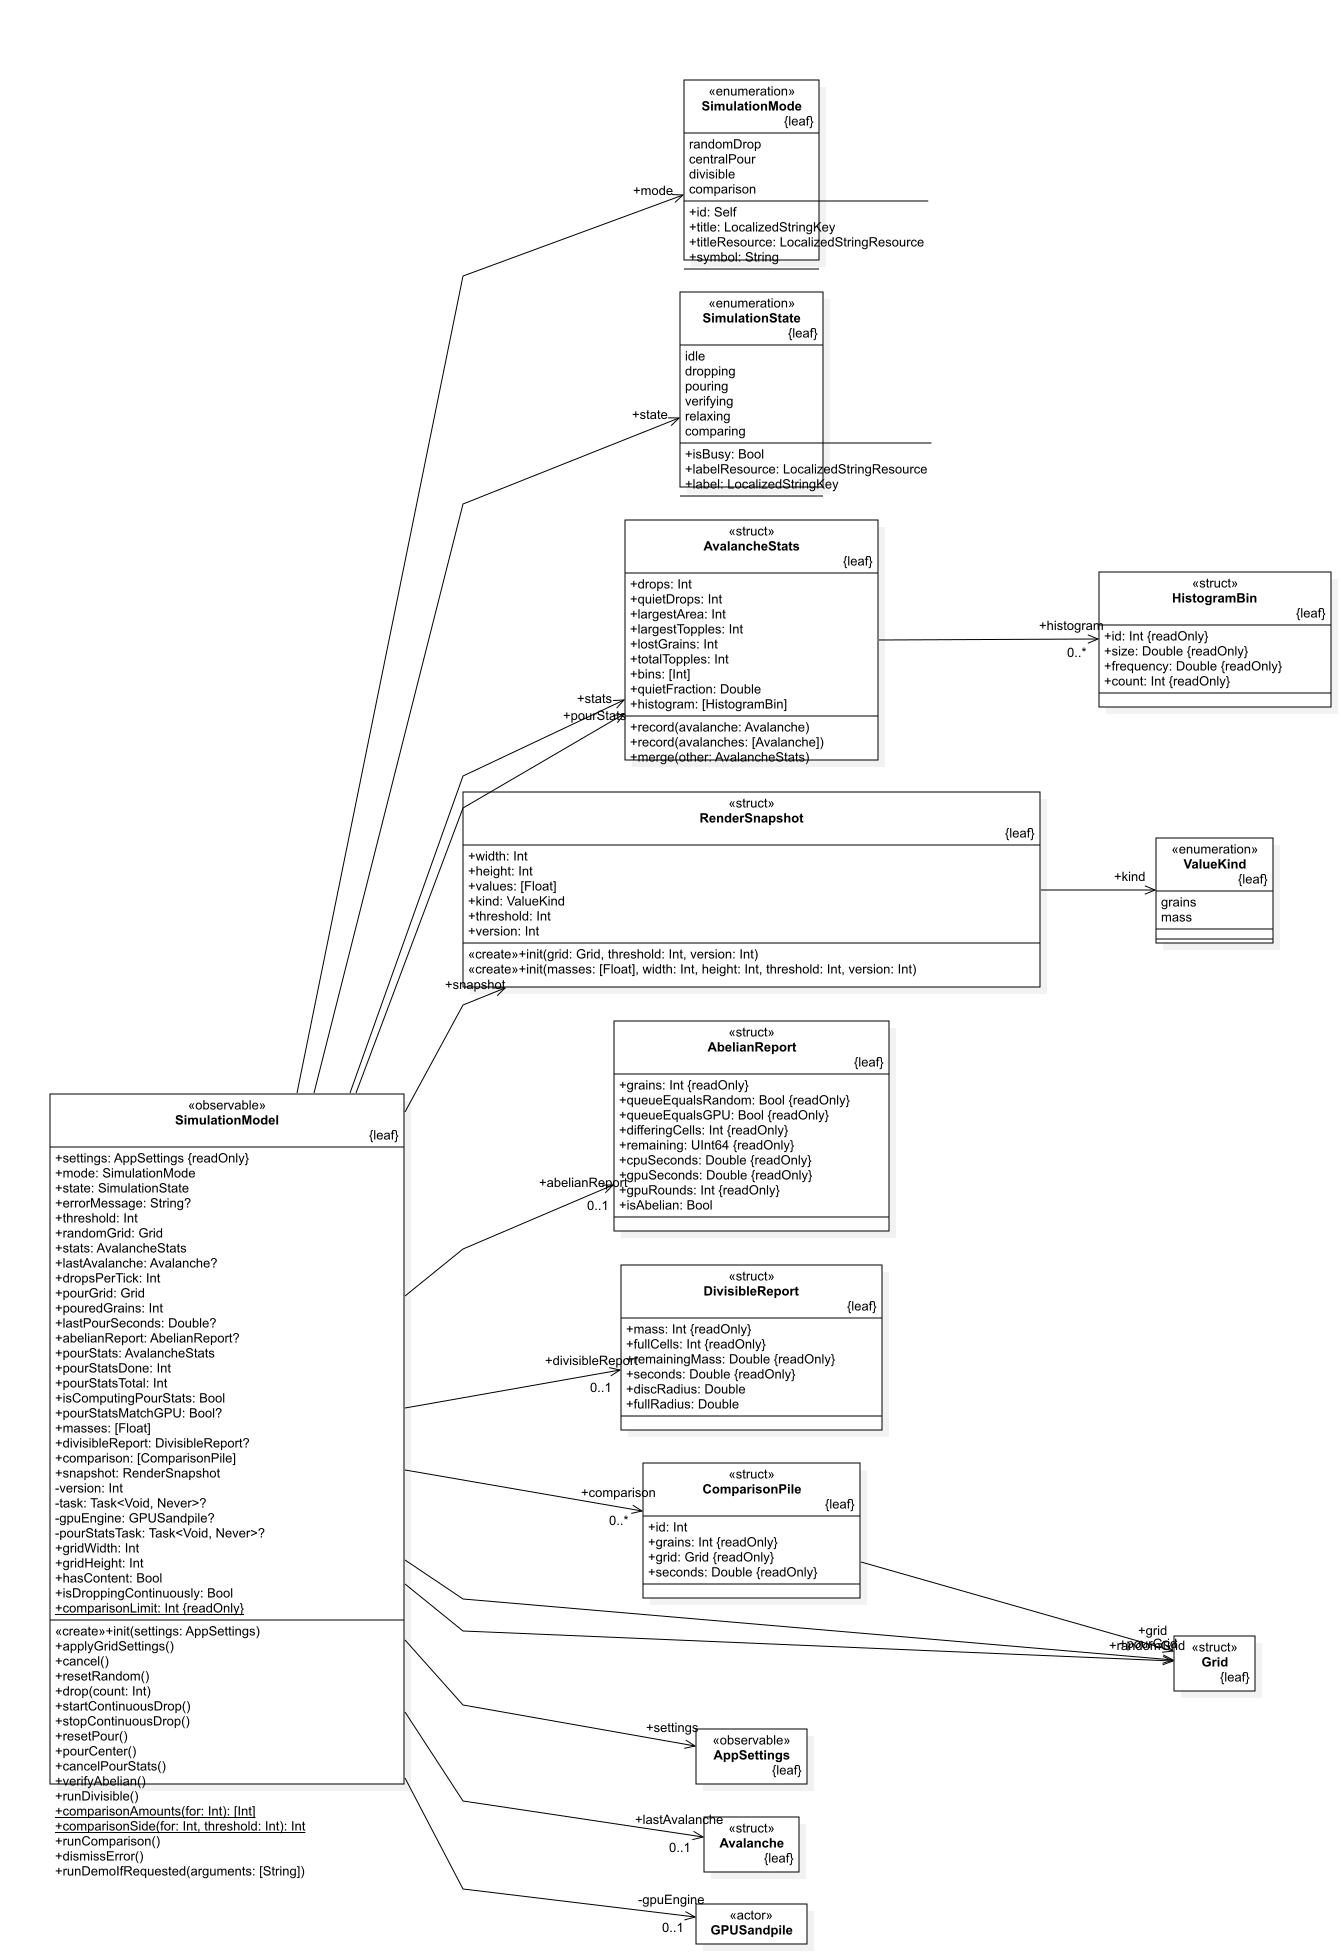 «enumeration»
SimulationMode
{leaf}
randomDrop
centralPour
divisible
comparison
+mode
+id: Self
+title: LocalizedStringKey
+titleResource: LocalizedStringResource
+symbol: String
«enumeration»
SimulationState
{leaf}
idle
dropping
pouring
verifying
relaxing
comparing
+state
+isBusy: Bool
+labelResource: LocalizedStringResource
+label: LocalizedStringKey
«struct»
AvalancheStats
{leaf}
+drops: Int
+quietDrops: Int
+largestArea: Int
+largestTopples: Int
+lostGrains: Int
+totalTopples: Int
+bins: [Int]
+quietFraction: Double
+histogram: [HistogramBin]
+record(avalanche: Avalanche)
+record(avalanches: [Avalanche])
+merge(other: AvalancheStats)
+stats
+pourStats
+histogram
0..*
«struct»
HistogramBin
{leaf}
+id: Int {readOnly}
+size: Double {readOnly}
+frequency: Double {readOnly}
+count: Int {readOnly}
«struct»
RenderSnapshot
{leaf}
+width: Int
+height: Int
+values: [Float]
+kind: ValueKind
+threshold: Int
+version: Int
«create»+init(grid: Grid, threshold: Int, version: Int)
«create»+init(masses: [Float], width: Int, height: Int, threshold: Int, version: Int)
+snapshot
+kind
«enumeration»
ValueKind
{leaf}
grains
mass
«struct»
AbelianReport
{leaf}
+grains: Int {readOnly}
+queueEqualsRandom: Bool {readOnly}
+queueEqualsGPU: Bool {readOnly}
+differingCells: Int {readOnly}
+remaining: UInt64 {readOnly}
+cpuSeconds: Double {readOnly}
+gpuSeconds: Double {readOnly}
+gpuRounds: Int {readOnly}
+isAbelian: Bool
+abelianReport
0..1
«observable»
SimulationModel
{leaf}
+settings: AppSettings {readOnly}
+mode: SimulationMode
+state: SimulationState
+errorMessage: String?
+threshold: Int
+randomGrid: Grid
+stats: AvalancheStats
+lastAvalanche: Avalanche?
+dropsPerTick: Int
+pourGrid: Grid
+pouredGrains: Int
+lastPourSeconds: Double?
+abelianReport: AbelianReport?
+pourStats: AvalancheStats
+pourStatsDone: Int
+pourStatsTotal: Int
+isComputingPourStats: Bool
+pourStatsMatchGPU: Bool?
+masses: [Float]
+divisibleReport: DivisibleReport?
+comparison: [ComparisonPile]
+snapshot: RenderSnapshot
-version: Int
-task: Task<Void, Never>?
-gpuEngine: GPUSandpile?
-pourStatsTask: Task<Void, Never>?
+gridWidth: Int
+gridHeight: Int
+hasContent: Bool
+isDroppingContinuously: Bool
+comparisonLimit: Int {readOnly}
«create»+init(settings: AppSettings)
+applyGridSettings()
+cancel()
+resetRandom()
+drop(count: Int)
+startContinuousDrop()
+stopContinuousDrop()
+resetPour()
+pourCenter()
+cancelPourStats()
+verifyAbelian()
+runDivisible()
+comparisonAmounts(for: Int): [Int]
+comparisonSide(for: Int, threshold: Int): Int
+runComparison()
+dismissError()
+runDemoIfRequested(arguments: [String])
«struct»
DivisibleReport
{leaf}
+mass: Int {readOnly}
+fullCells: Int {readOnly}
+remainingMass: Double {readOnly}
+seconds: Double {readOnly}
+discRadius: Double
+fullRadius: Double
+divisibleReport
0..1
«struct»
ComparisonPile
{leaf}
+id: Int
+grains: Int {readOnly}
+grid: Grid {readOnly}
+seconds: Double {readOnly}
+comparison
0..*
+grid
+pourGrid
+randomGrid
«struct»
Grid
{leaf}
+settings
«observable»
AppSettings
{leaf}
+lastAvalanche
0..1
«struct»
Avalanche
{leaf}
-gpuEngine
0..1
«actor»
GPUSandpile